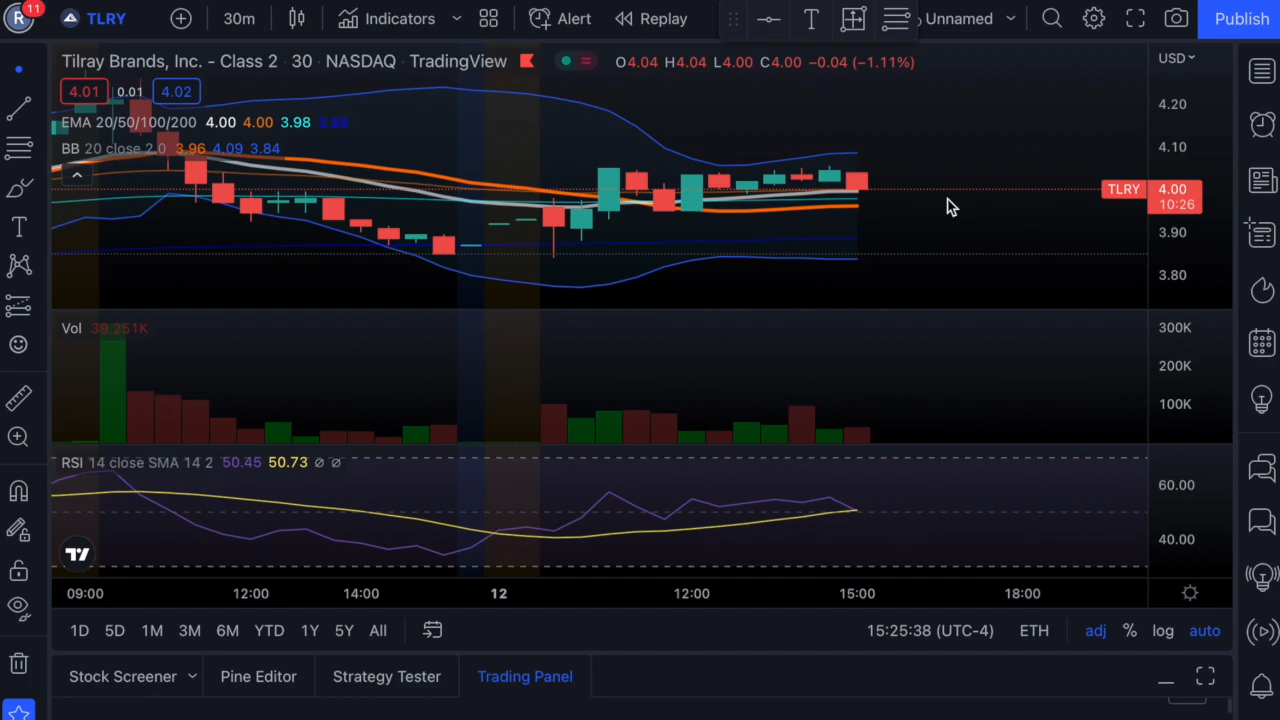 R 11 TLRY 30m Indicators Alert Replay T Unnamed Publish
Tilray Brands, Inc. - Class 2 · 30 · NASDAQ · TradingView O4.04 H4.04 L4.00 C4.00 −0.04 (−1.11%) USD
4.01 0.01 4.02
4.20
EMA 20/50/100/200 4.00 4.00 3.98 3.89
BB 20 close 2.0 3.96 4.09 3.84
4.10
TLRY 4.00
10:26
3.90
3.80
Vol 39.251K
300K
200K
100K
RSI 14 close SMA 14 2 50.45 50.73 ∅ ∅
60.00
40.00
09:00 12:00 14:00 12 12:00 15:00 18:00
1D 5D 1M 3M 6M YTD 1Y 5Y All 15:25:38 (UTC-4) ETH adj % log auto
Stock Screener Pine Editor Strategy Tester Trading Panel